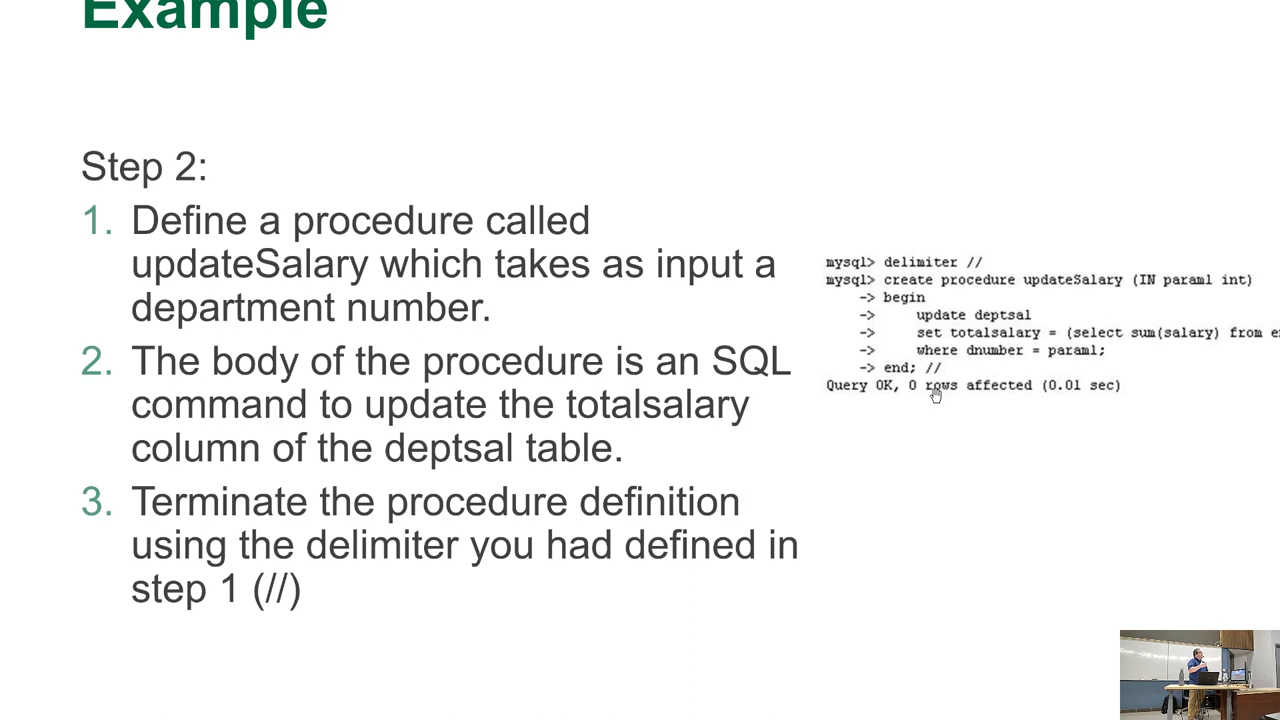 Example
Step 2:
1. Define a procedure called
updateSalary which takes as input a
department number.
2. The body of the procedure is an SQL
command to update the totalsalary
column of the deptsal table.
3. Terminate the procedure definition
using the delimiter you had defined in
step 1 (//)
mysql> delimiter //
mysql> create procedure updateSalary (IN param1 int)
-> begin
-> update deptsal
-> set totalsalary = (select sum(salary) from
-> where dnumber = param1;
-> end; //
Query OK, 0 rows affected (0.01 sec)